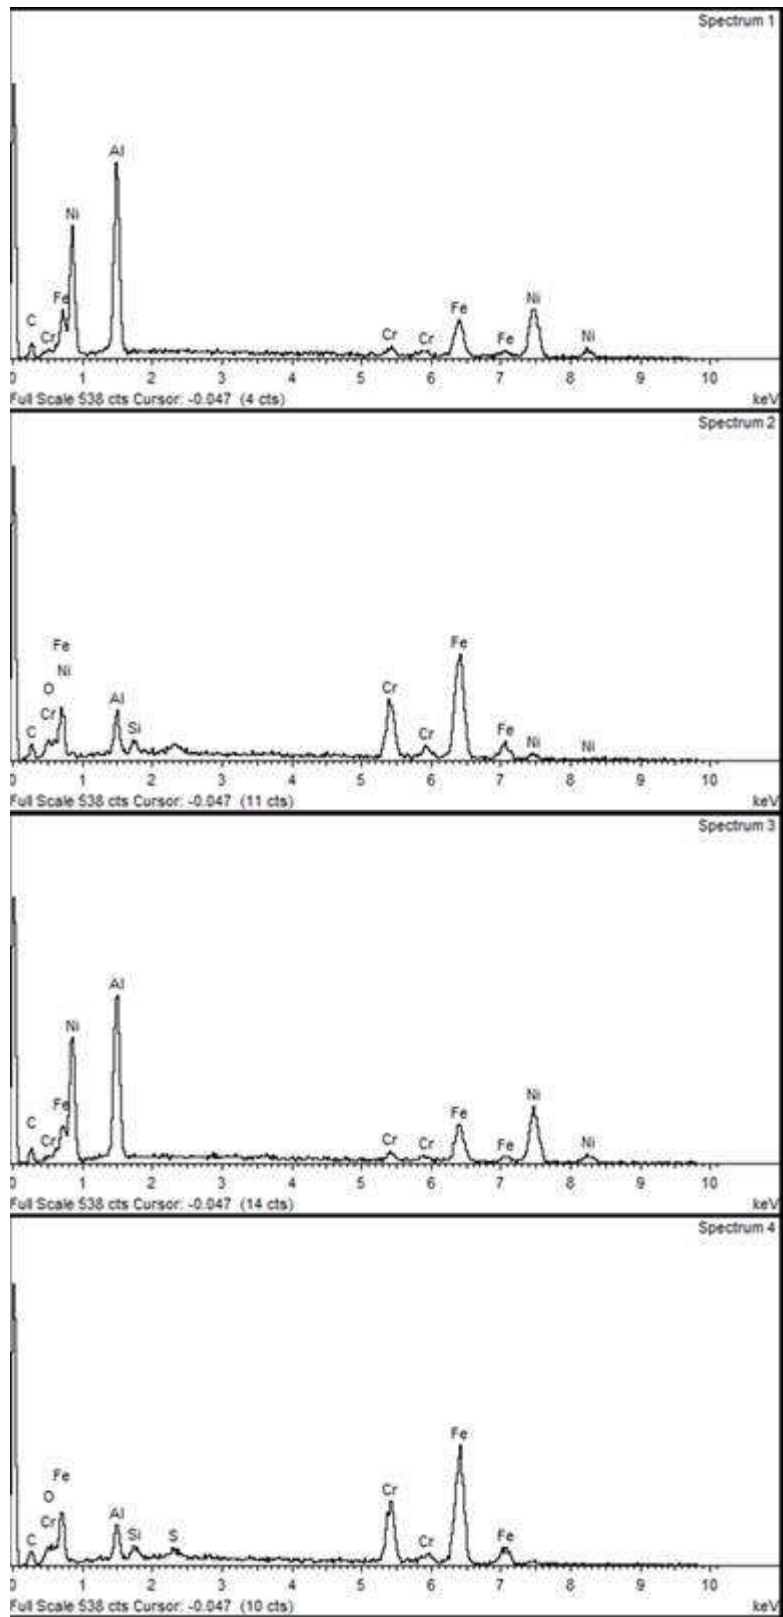 Spectrum 1
Al
Ni
Fe
C
Cr
Cr
Cr
Fe
Fe
Ni
Ni
0 1 2 3 4 5 6 7 8 9 10
Full Scale 538 cts Cursor: -0.047 (4 cts)
keV
Spectrum 2
Fe
Ni
O
Cr
C
Al
Si
Cr
Cr
Fe
Fe
Ni
Ni
0 1 2 3 4 5 6 7 8 9 10
Full Scale 538 cts Cursor: -0.047 (11 cts)
keV
Spectrum 3
Al
Ni
Fe
C
Cr
Cr
Cr
Fe
Fe
Ni
Ni
0 1 2 3 4 5 6 7 8 9 10
Full Scale 538 cts Cursor: -0.047 (14 cts)
keV
Spectrum 4
Fe
O
Cr
C
Al
Si
S
Cr
Cr
Fe
Fe
0 1 2 3 4 5 6 7 8 9 10
Full Scale 538 cts Cursor: -0.047 (10 cts)
keV